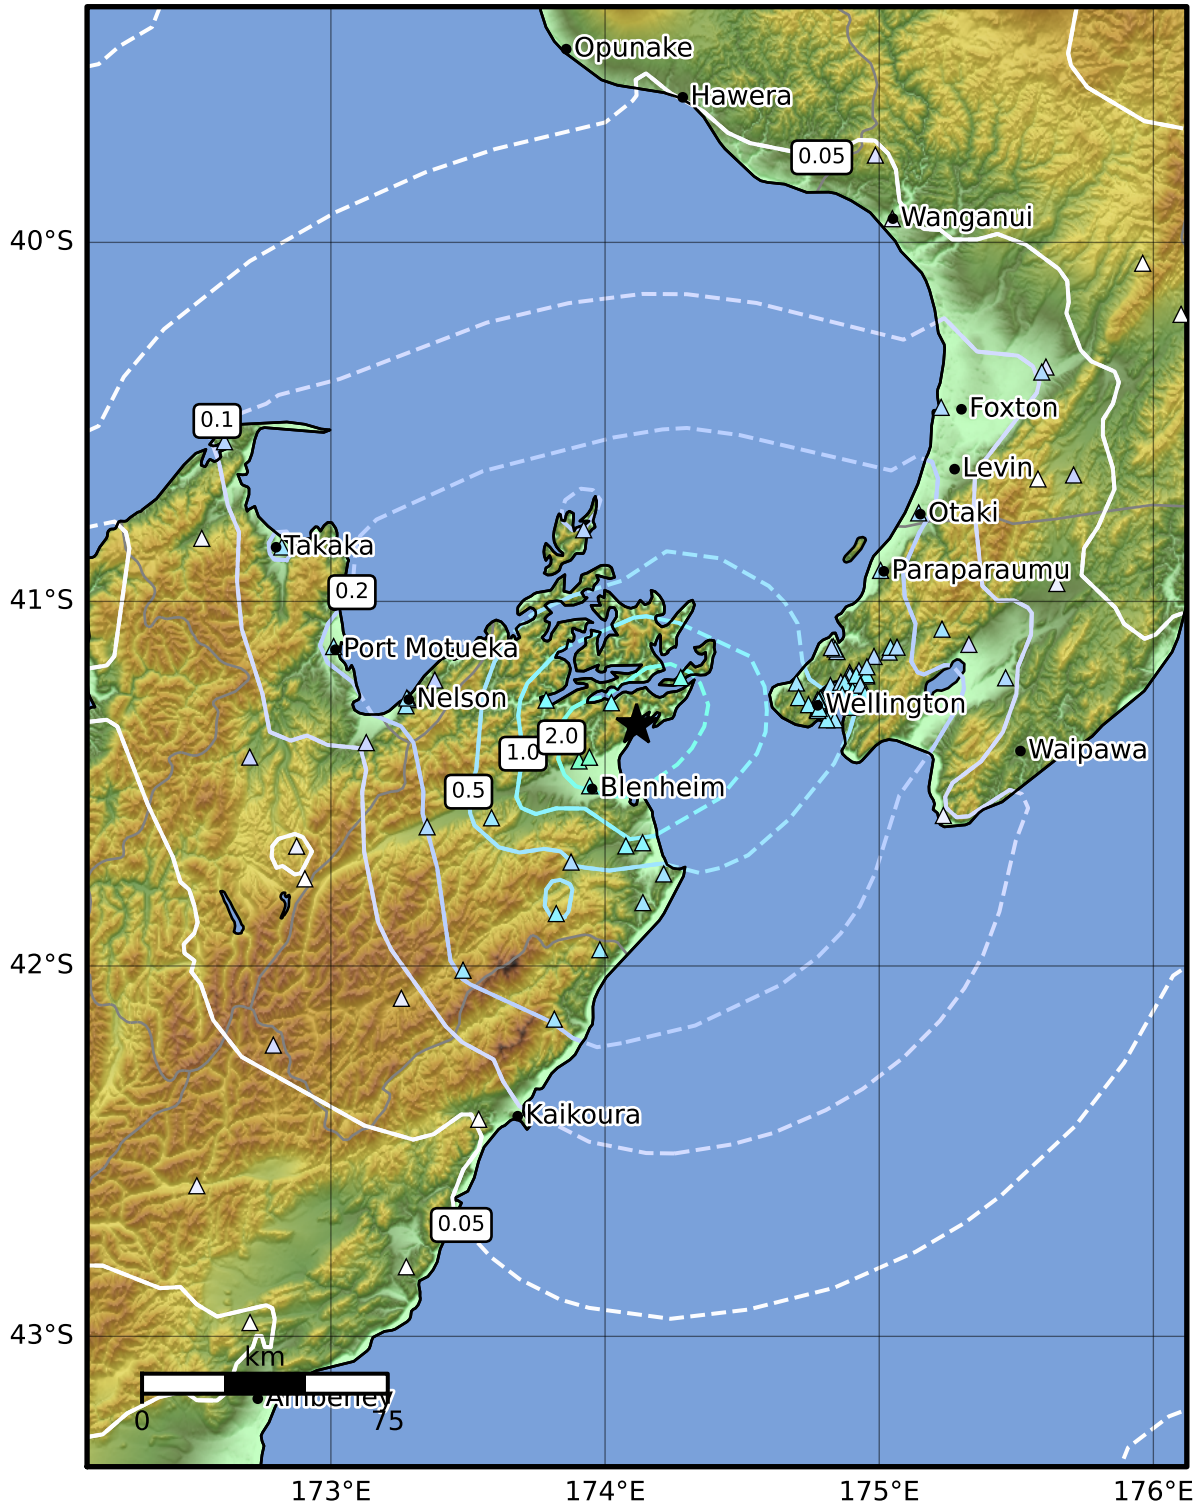 Opunake
Hawera
0.05
Wanganui
40°S
Foxton
0.1
Levin
Otaki
Takaka
Paraparaumu
0.2
41°S
Port Motueka
Nelson
Wellington
2.0
1.0
Waipawa
0.5
Blenheim
42°S
Kaikoura
0.05
43°S
km
Amberley
0
75
173°E
174°E
175°E
176°E